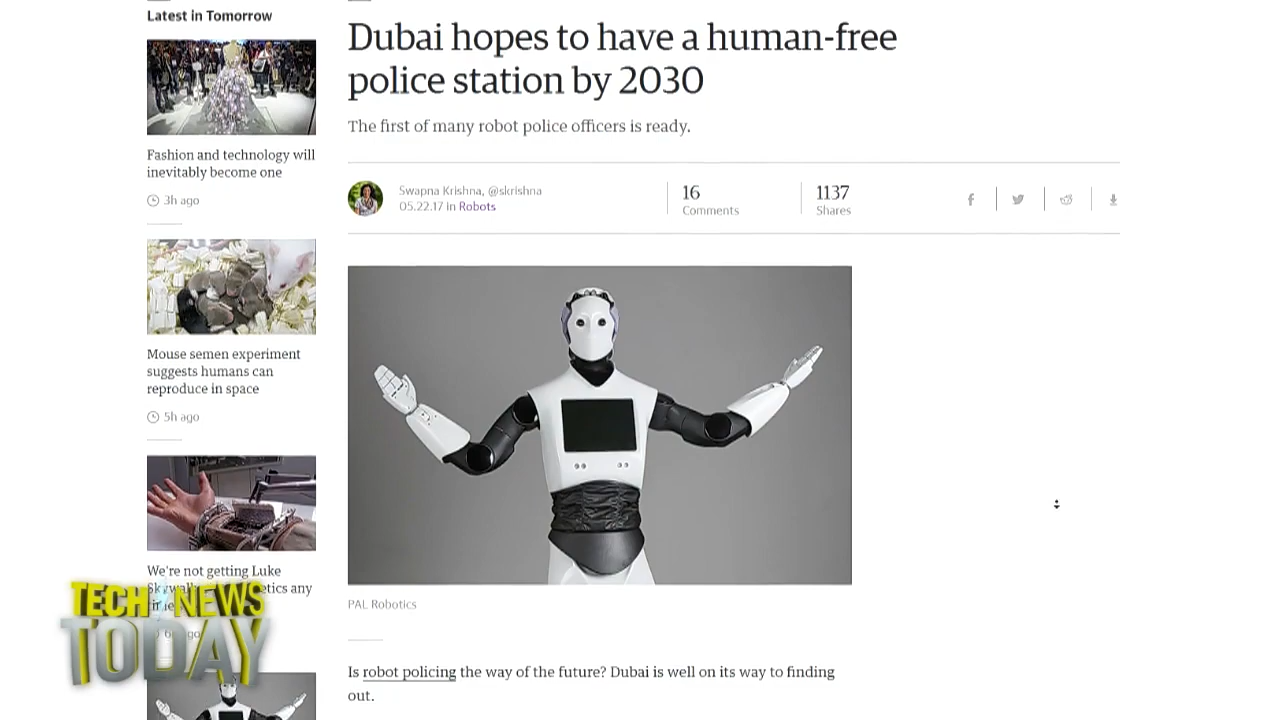 Latest in Tomorrow
Fashion and technology will
inevitably become one
3h ago
Mouse semen experiment
suggests humans can
reproduce in space
5h ago
We're not getting Luke
Dubai hopes to have a human-free
police station by 2030
The first of many robot police officers is ready.
Swapna Krishna, @skrishna
05.22.17 in Robots
16
Comments
1137
Shares
PAL Robotics
Is robot policing the way of the future? Dubai is well on its way to finding
out.
TECH NEWS
TODAY